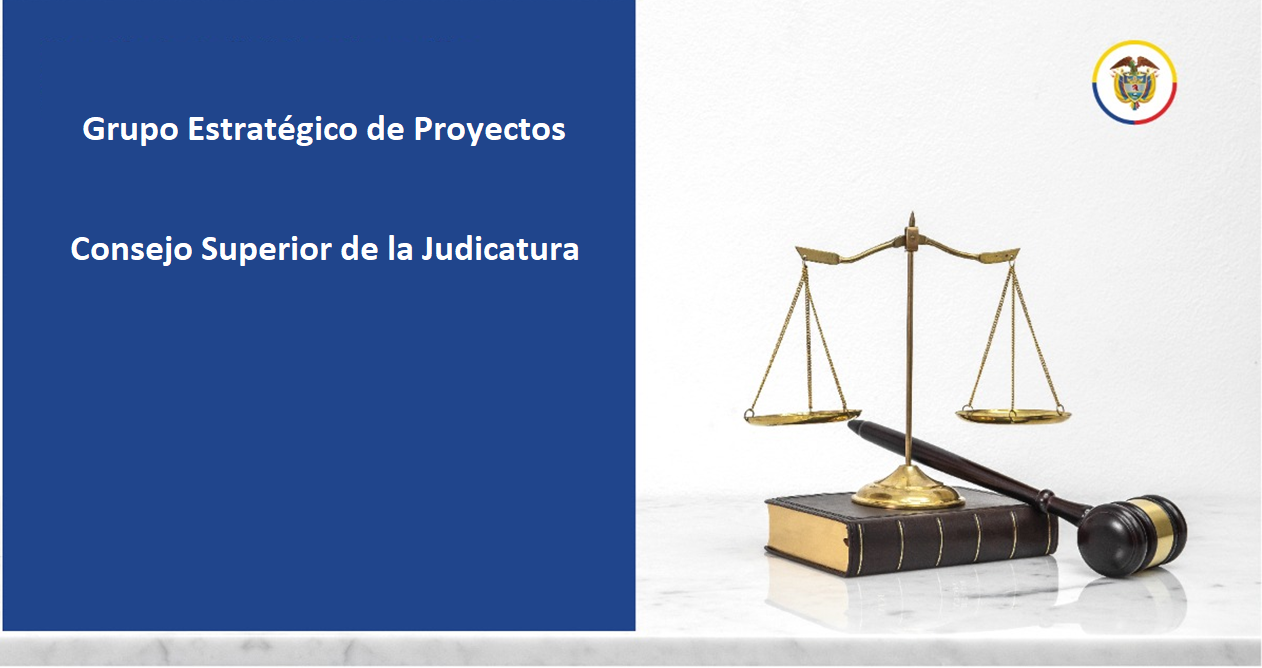 Grupo Estratégico de Proyectos
Consejo Superior de la Judicatura